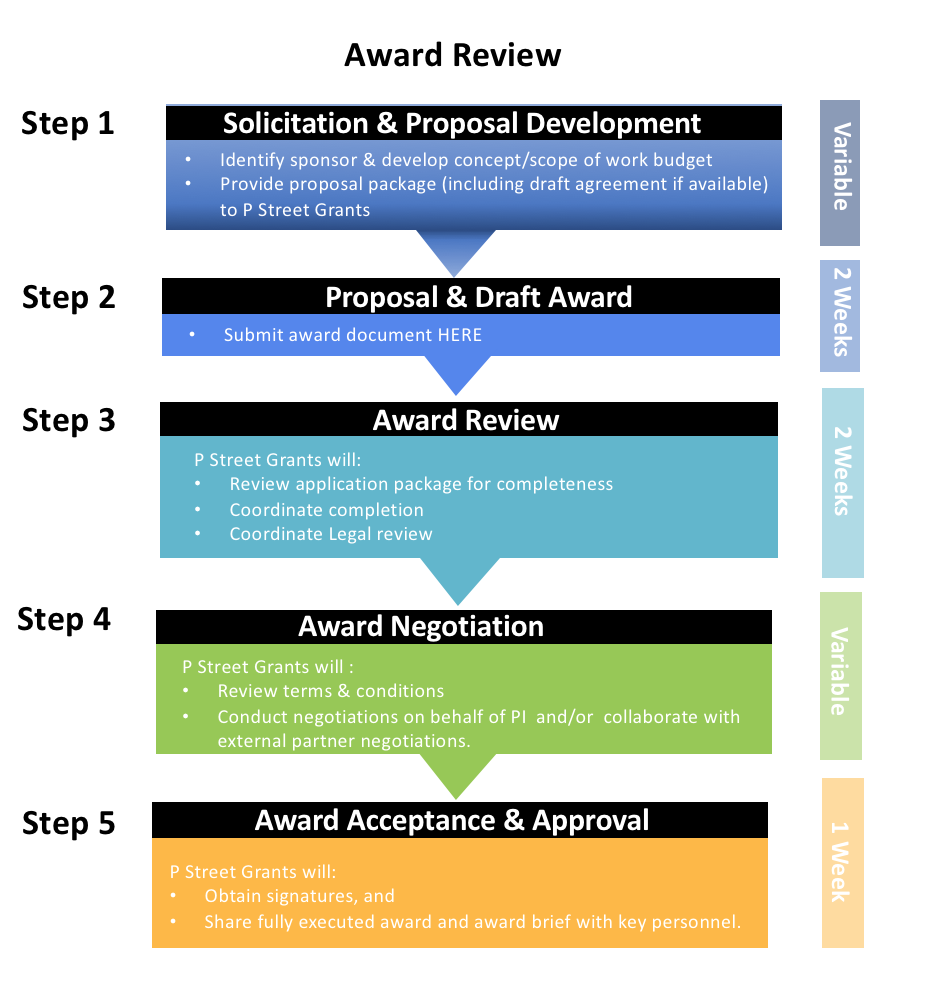 Award Review
Step 1
Solicitation & Proposal Development
• Identify sponsor & develop concept/scope of work budget
• Provide proposal package (including draft agreement if available)
to P Street Grants
Variable
Step 2
Proposal & Draft Award
• Submit award document HERE
2 Weeks
Step 3
Award Review
P Street Grants will:
• Review application package for completeness
• Coordinate completion
• Coordinate Legal review
2 Weeks
Step 4
Award Negotiation
P Street Grants will :
• Review terms & conditions
• Conduct negotiations on behalf of PI and/or collaborate with
external partner negotiations.
Variable
Step 5
Award Acceptance & Approval
P Street Grants will:
• Obtain signatures, and
• Share fully executed award and award brief with key personnel.
1 Week